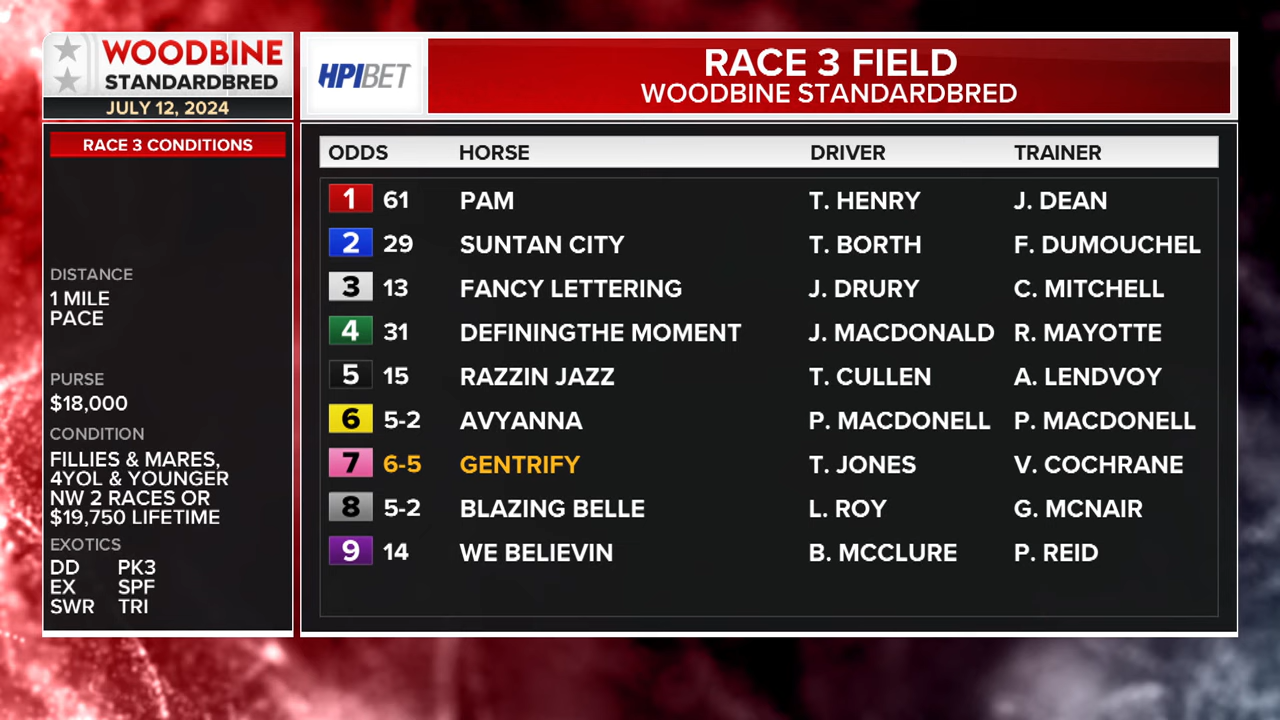 WOODBINE
STANDARDBRED
JULY 12, 2024
HPIBET
RACE 3 FIELD
WOODBINE STANDARDBRED
RACE 3 CONDITIONS
DISTANCE
1 MILE
PACE
PURSE
$18,000
CONDITION
FILLIES & MARES,
4YOL & YOUNGER
NW 2 RACES OR
$19,750 LIFETIME
EXOTICS
DD PK3
EX SPF
SWR TRI
ODDS HORSE DRIVER TRAINER
1 61 PAM T. HENRY J. DEAN
2 29 SUNTAN CITY T. BORTH F. DUMOUCHEL
3 13 FANCY LETTERING J. DRURY C. MITCHELL
4 31 DEFININGTHE MOMENT J. MACDONALD R. MAYOTTE
5 15 RAZZIN JAZZ T. CULLEN A. LENDVOY
6 5-2 AVYANNA P. MACDONELL P. MACDONELL
7 6-5 GENTRIFY T. JONES V. COCHRANE
8 5-2 BLAZING BELLE L. ROY G. MCNAIR
9 14 WE BELIEVIN B. MCCLURE P. REID